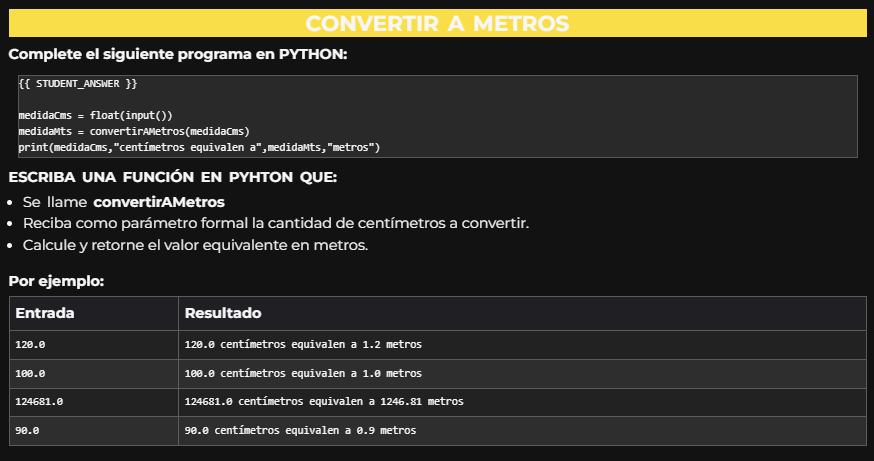 CONVERTIR A METROS
Complete el siguiente programa en PYTHON:
{{ STUDENT_ANSWER }}
medidaCms = float(input())
medidaMts = convertirAMetros(medidaCms)
print(medidaCms,"centímetros equivalen a",medidaMts,"metros")
ESCRIBA UNA FUNCIÓN EN PYHTON QUE:
• Se llame convertirAMetros
• Reciba como parámetro formal la cantidad de centímetros a convertir.
• Calcule y retorne el valor equivalente en metros.
Por ejemplo:
Entrada Resultado
120.0 120.0 centímetros equivalen a 1.2 metros
100.0 100.0 centímetros equivalen a 1.0 metros
124681.0 124681.0 centímetros equivalen a 1246.81 metros
90.0 90.0 centímetros equivalen a 0.9 metros